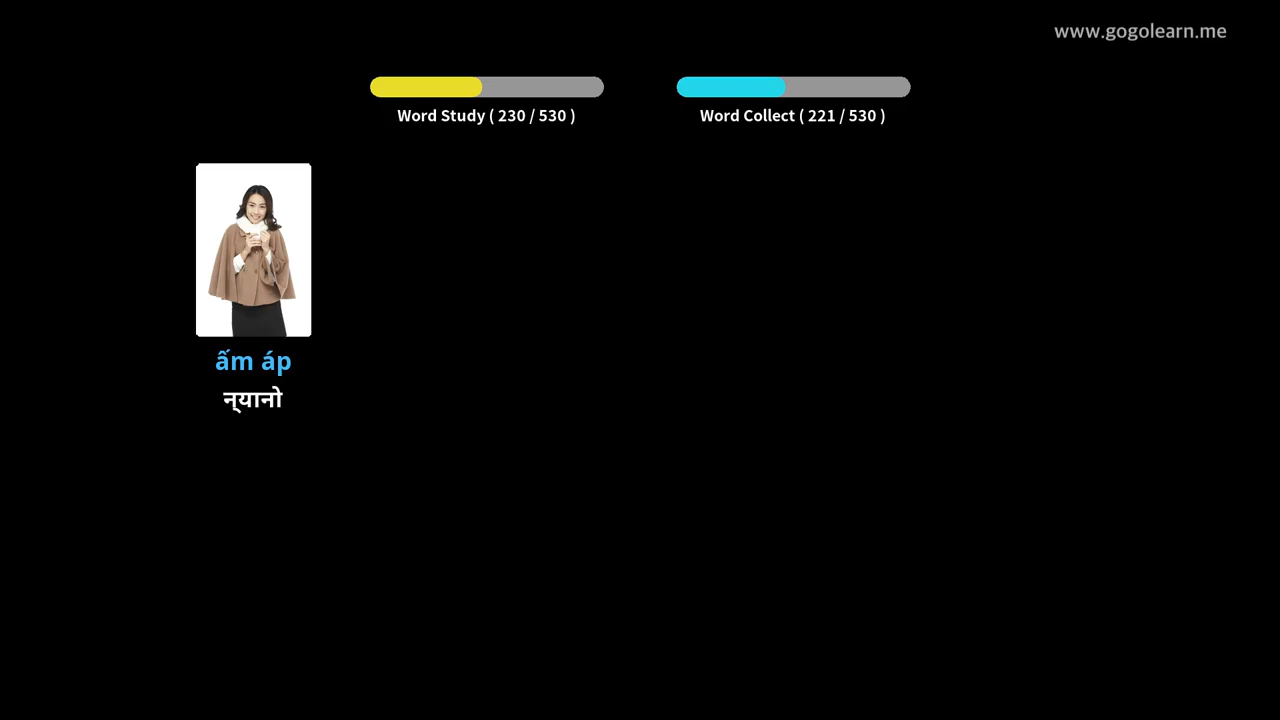 www.gogolearn.me
Word Study ( 230 / 530 )
Word Collect ( 221 / 530 )
ấm áp
न्यानो